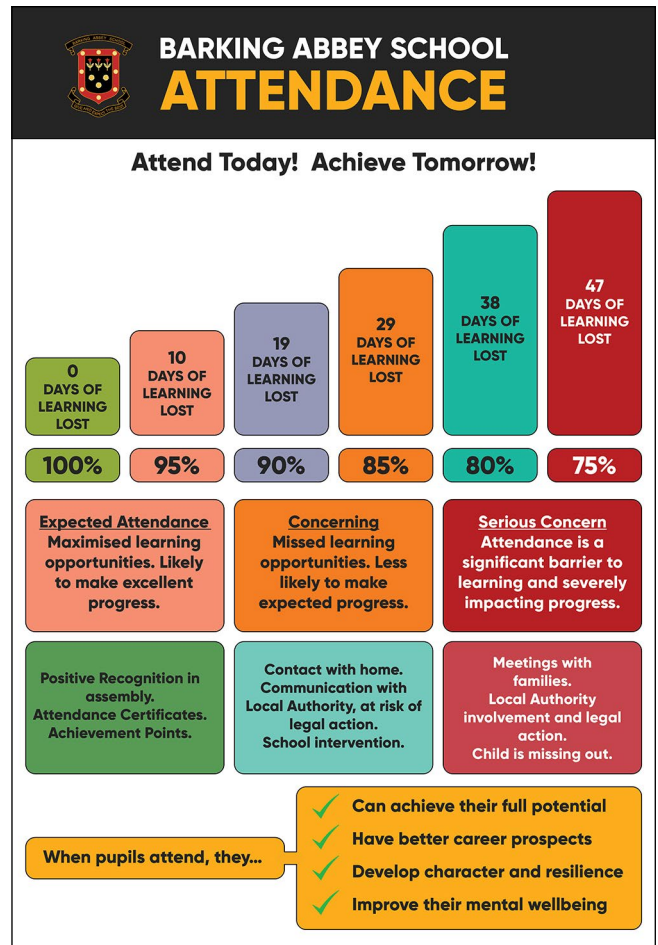 BARKING ABBEY SCHOOL
ATTENDANCE
Attend Today!  Achieve Tomorrow!
0
DAYS OF
LEARNING
LOST
10
DAYS OF
LEARNING
LOST
19
DAYS OF
LEARNING
LOST
29
DAYS OF
LEARNING
LOST
38
DAYS OF
LEARNING
LOST
47
DAYS OF
LEARNING
LOST
100%
95%
90%
85%
80%
75%
Expected Attendance
Maximised learning
opportunities. Likely
to make excellent
progress.
Concerning
Missed learning
opportunities. Less
likely to make
expected progress.
Serious Concern
Attendance is a
significant barrier to
learning and severely
impacting progress.
Positive Recognition in
assembly.
Attendance Certificates.
Achievement Points.
Contact with home.
Communication with
Local Authority, at risk of
legal action.
School intervention.
Meetings with
families.
Local Authority
involvement and legal
action.
Child is missing out.
When pupils attend, they...
Can achieve their full potential
Have better career prospects
Develop character and resilience
Improve their mental wellbeing